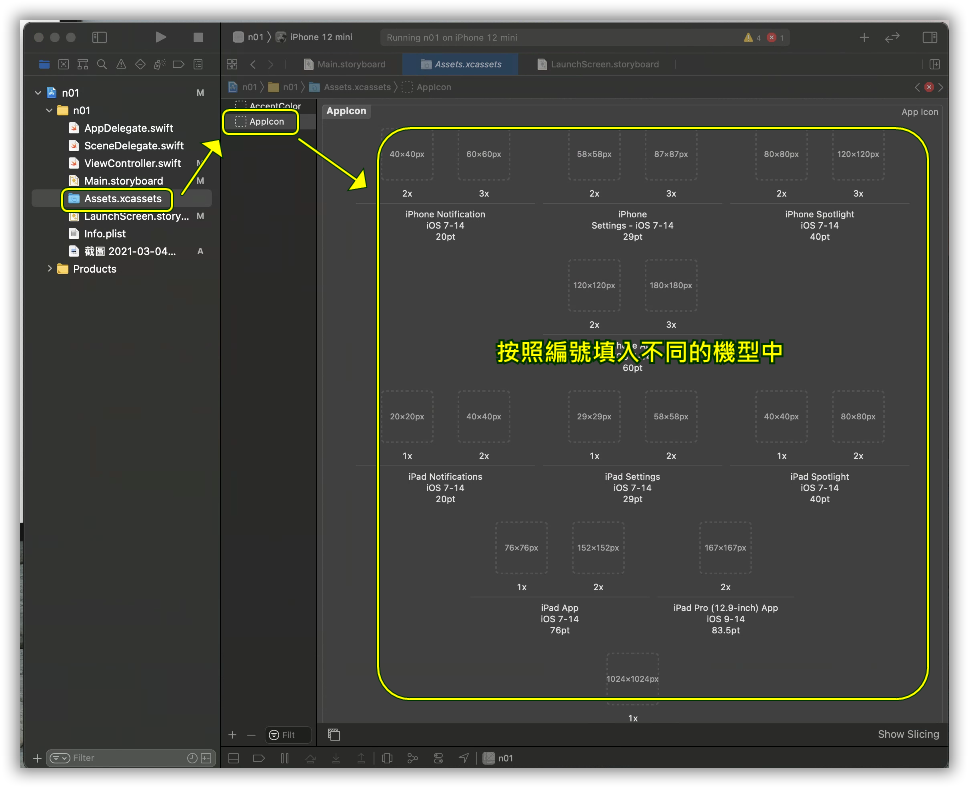 n01 〉 iPhone 12 mini
Running n01 on iPhone 12 mini
4
1
Main.storyboard
Assets.xcassets
LaunchScreen.storyboard
n01 〉 n01 〉 Assets.xcassets 〉 AppIcon
n01
M
n01
AppDelegate.swift
SceneDelegate.swift
ViewController.swift
M
Main.storyboard
M
Assets.xcassets
LaunchScreen.story...
M
Info.plist
截圖 2021-03-04...
A
Products
AccentColor
AppIcon
AppIcon
App Icon
40×40px
60×60px
58×58px
87×87px
80×80px
120×120px
2x
3x
2x
3x
2x
3x
iPhone Notification
iOS 7-14
20pt
iPhone
Settings - iOS 7-14
29pt
iPhone Spotlight
iOS 7-14
40pt
120×120px
180×180px
2x
3x
按照編號填入不同的機型中
60pt
20×20px
40×40px
29×29px
58×58px
40×40px
80×80px
1x
2x
1x
2x
1x
2x
iPad Notifications
iOS 7-14
20pt
iPad Settings
iOS 7-14
29pt
iPad Spotlight
iOS 7-14
40pt
76×76px
152×152px
167×167px
1x
2x
2x
iPad App
iOS 7-14
76pt
iPad Pro (12.9-inch) App
iOS 9-14
83.5pt
1024×1024px
1x
Filt
Show Slicing
Filter
n01